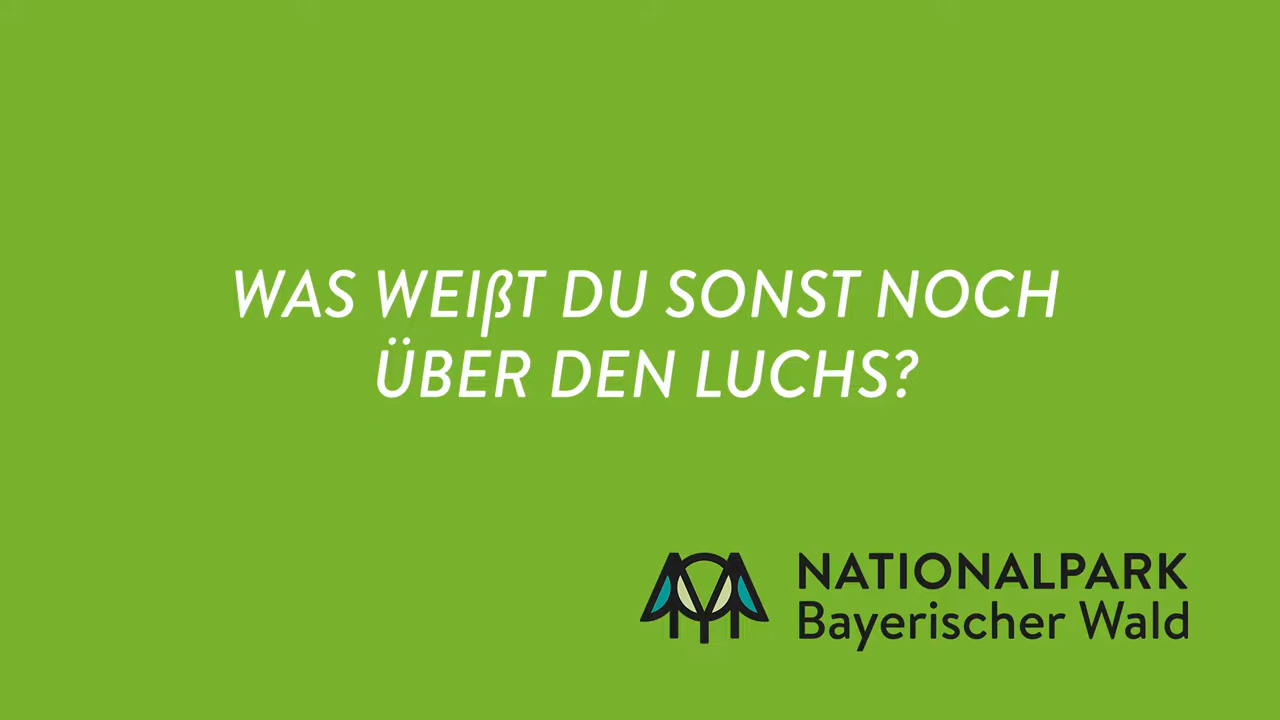 WAS WEIßT DU SONST NOCH
ÜBER DEN LUCHS?
NATIONALPARK
Bayerischer Wald